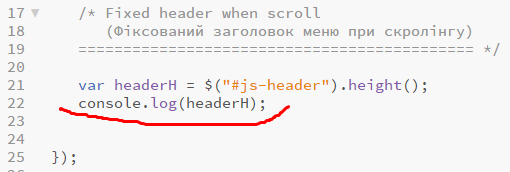 17 /* Fixed header when scroll
18 (Фіксований заголовок меню при скролінгу)
19 ========================================== */
20
21 var headerH = $("#js-header").height();
22 console.log(headerH);
23
24
25 });